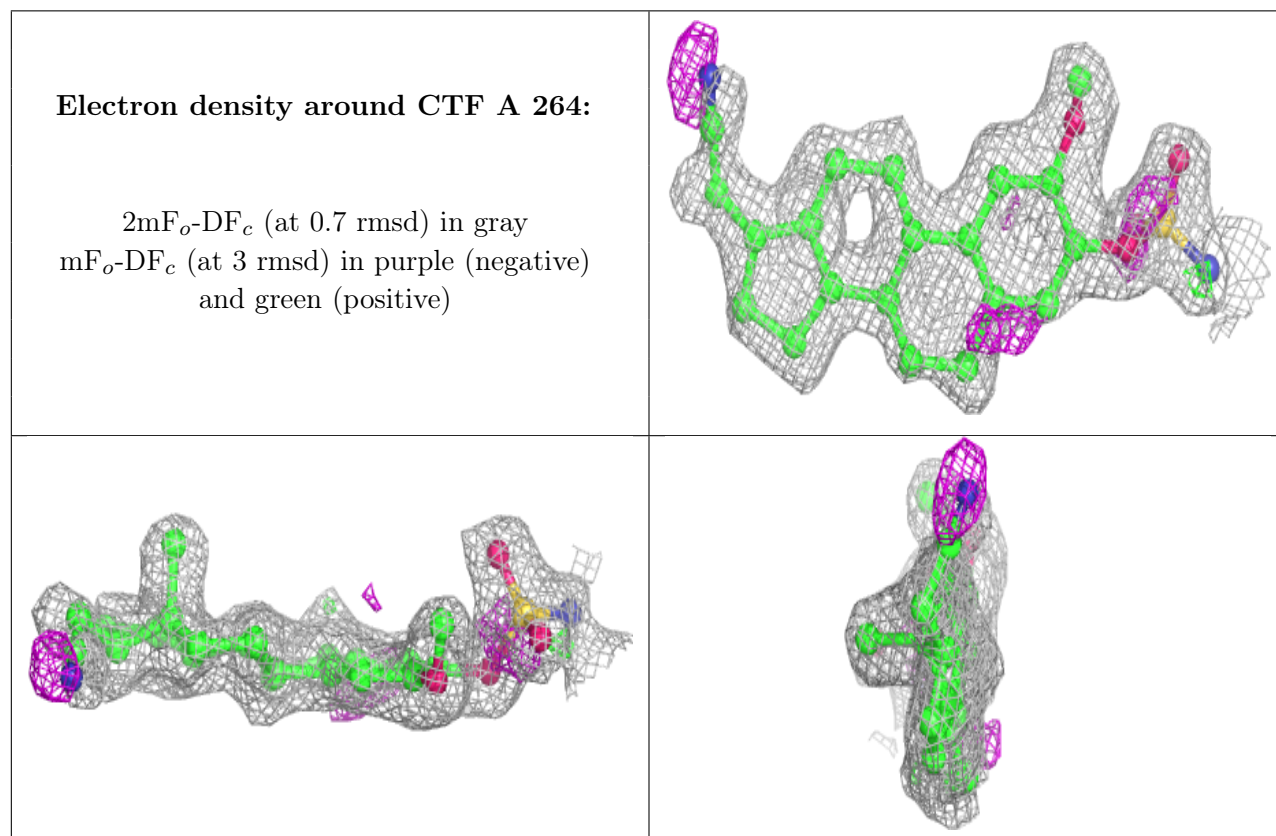 Electron density around CTF A 264:
2mFo-DFc (at 0.7 rmsd) in gray
mFo-DFc (at 3 rmsd) in purple (negative)
and green (positive)